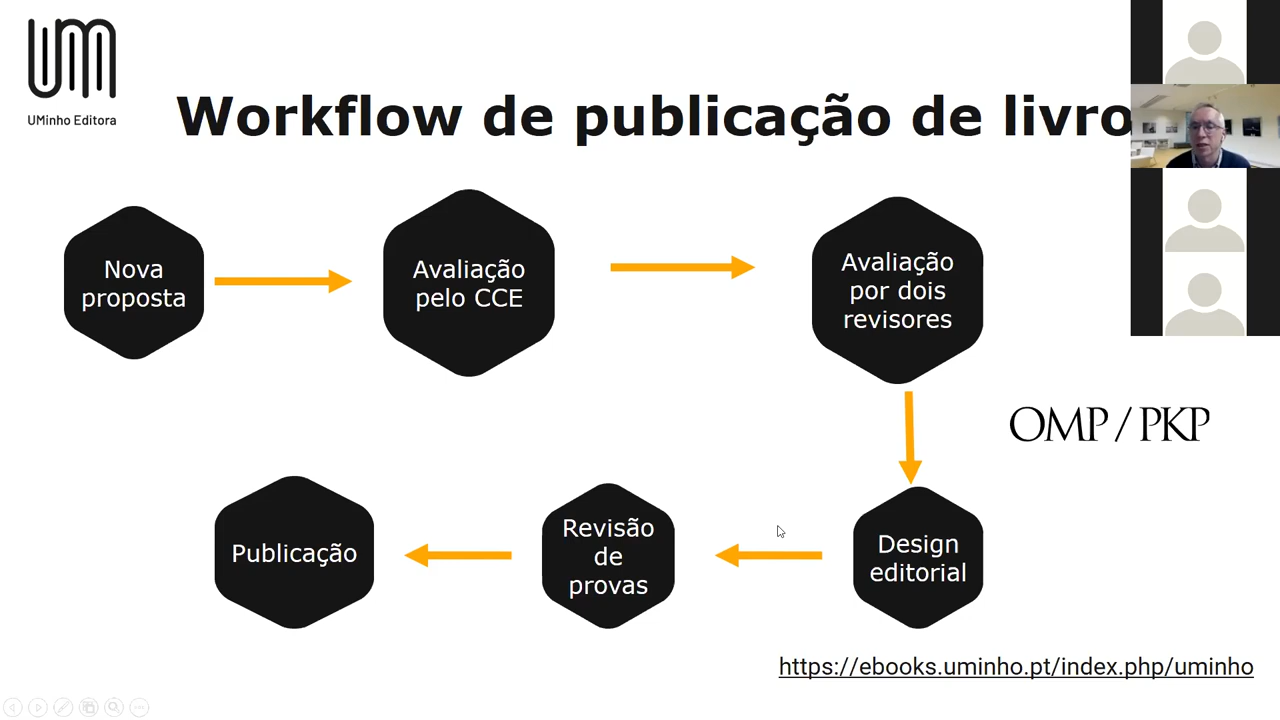 UMinho Editora
Workflow de publicação de livro
Nova
proposta
Avaliação
pelo CCE
Avaliação
por dois
revisores
OMP / PKP
Design
editorial
Revisão
de
provas
Publicação
https://ebooks.uminho.pt/index.php/uminho